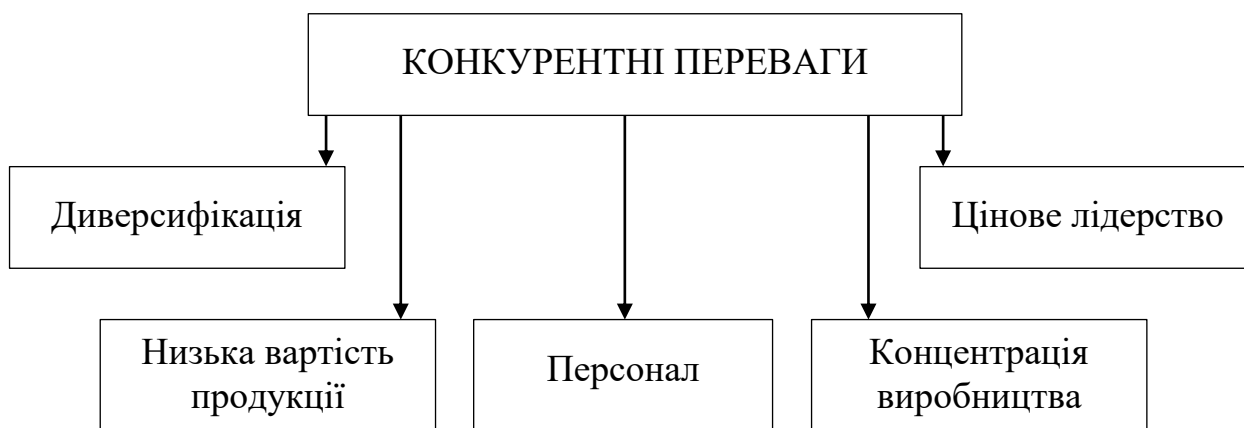 КОНКУРЕНТНІ ПЕРЕВАГИ
Диверсифікація
Цінове лідерство
Низька вартість
продукції
Персонал
Концентрація
виробництва